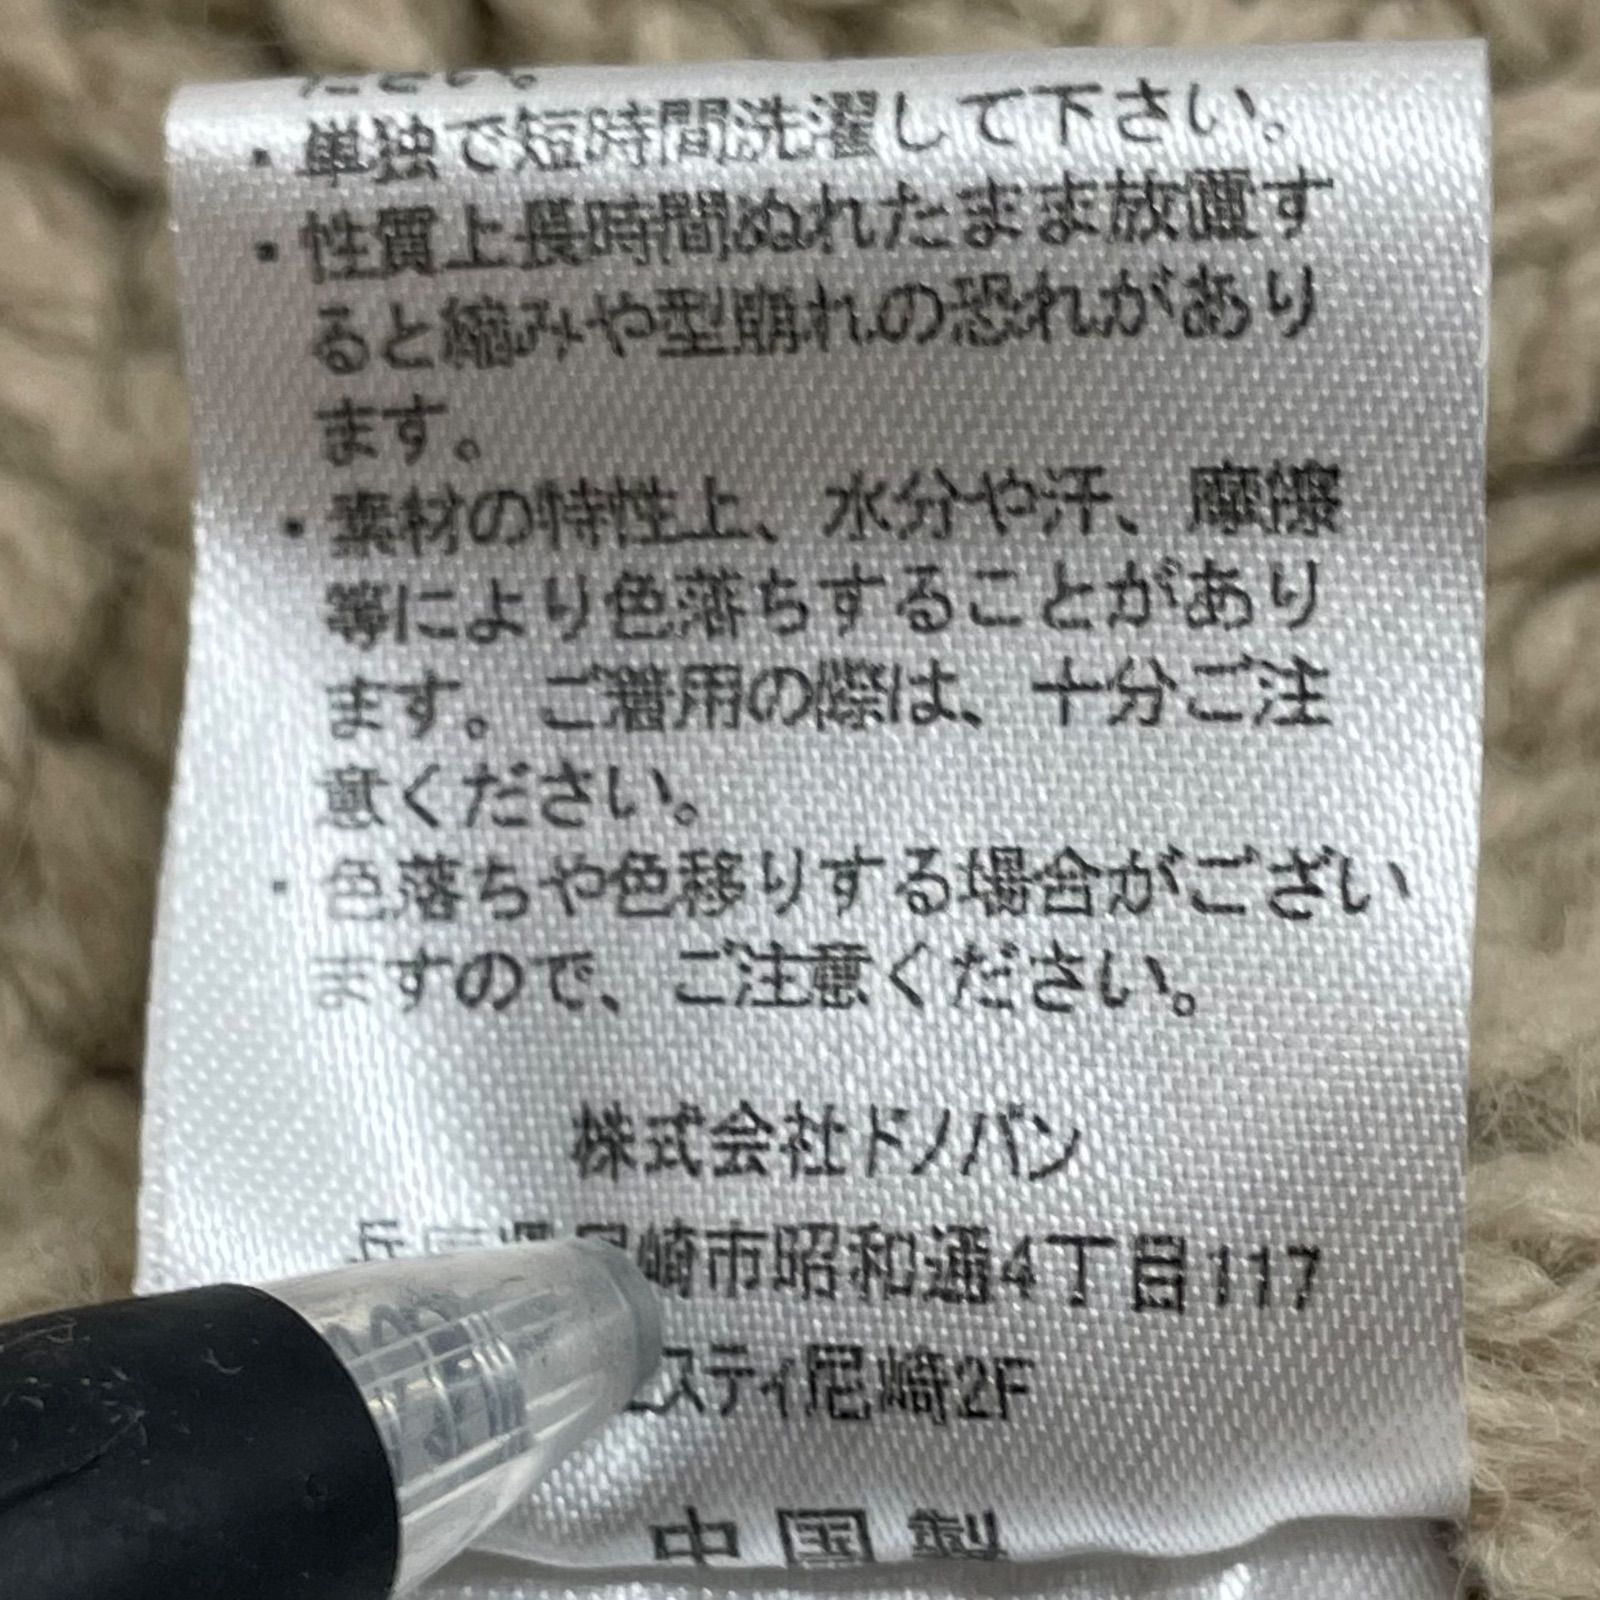 ださい。
・単独で短時間洗濯して下さい。
・性質上長時間ぬれたまま放置す
ると縮みや型崩れの恐れがあり
ます。
・素材の特性上、水分や汗、摩擦
等により色落ちすることがあり
ます。ご着用の際は、十分ご注
意ください。
・色落ちや色移りする場合がござい
ますので、ご注意ください。
株式会社ドノバン
崎市昭和通4丁目117
スティ尼崎2F
中国製